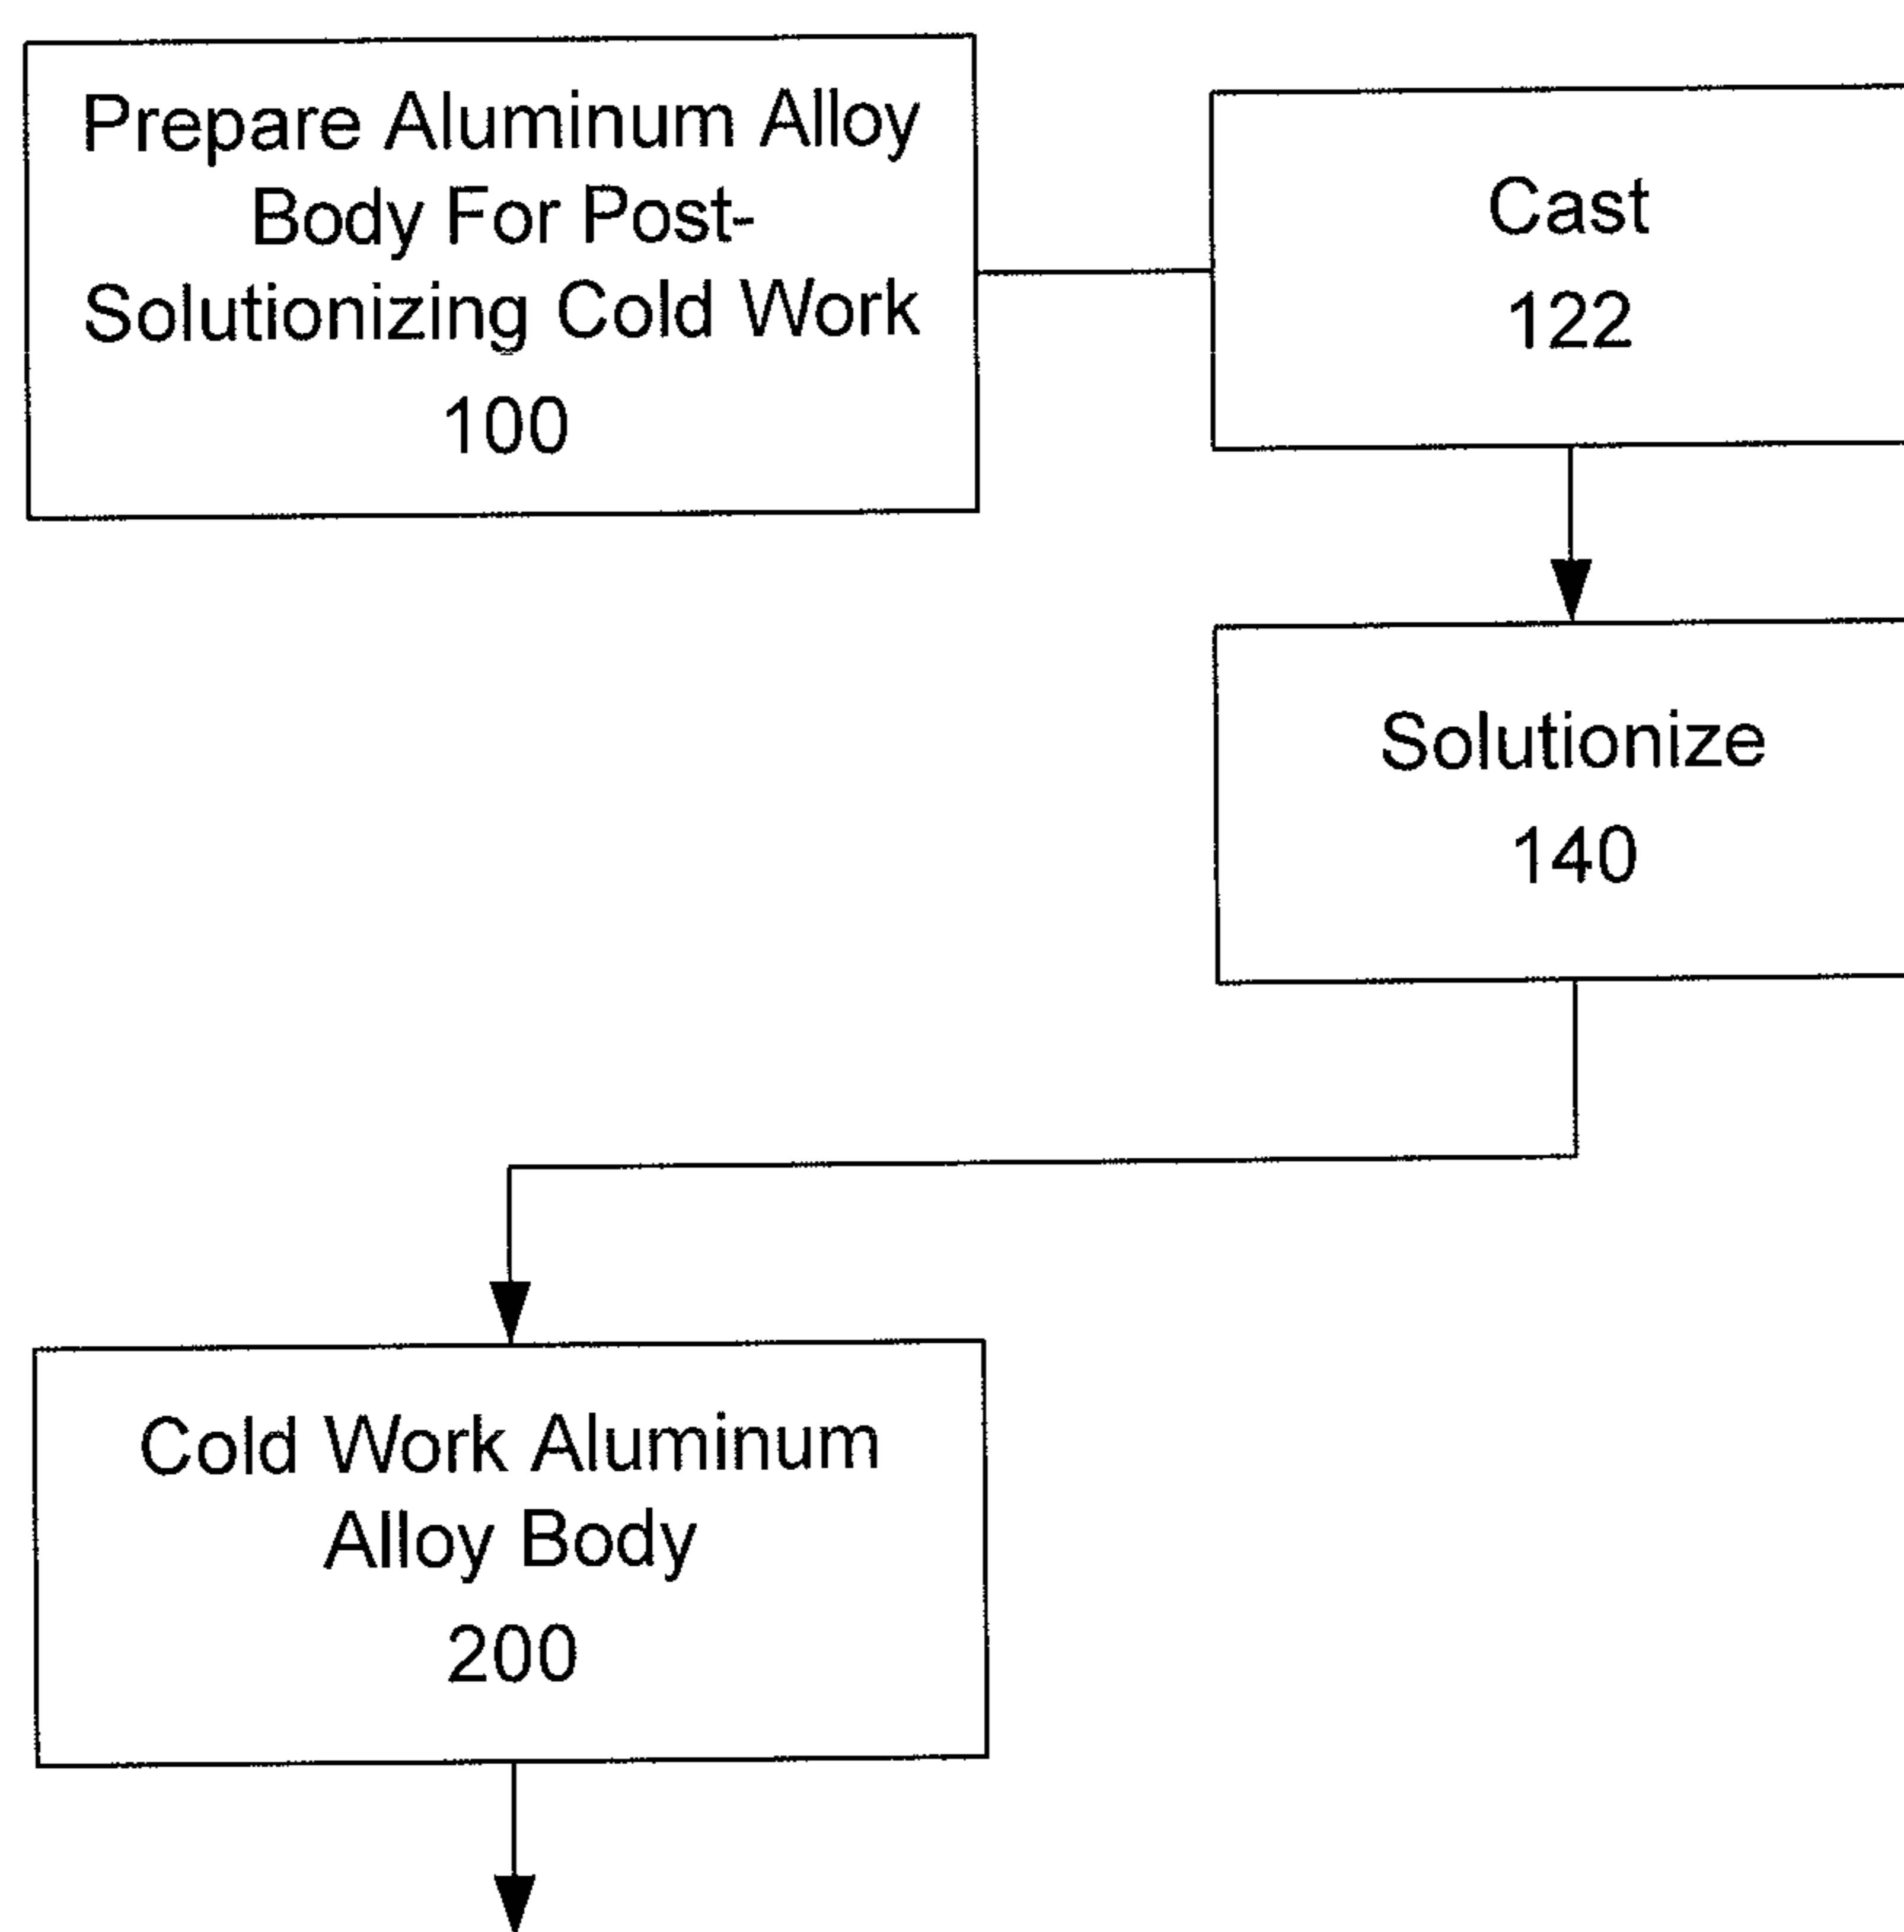 Prepare Aluminum Alloy
Body For Post-
Solutionizing Cold Work
100
Cast
122
Solutionize
140
Cold Work Aluminum
Alloy Body
200